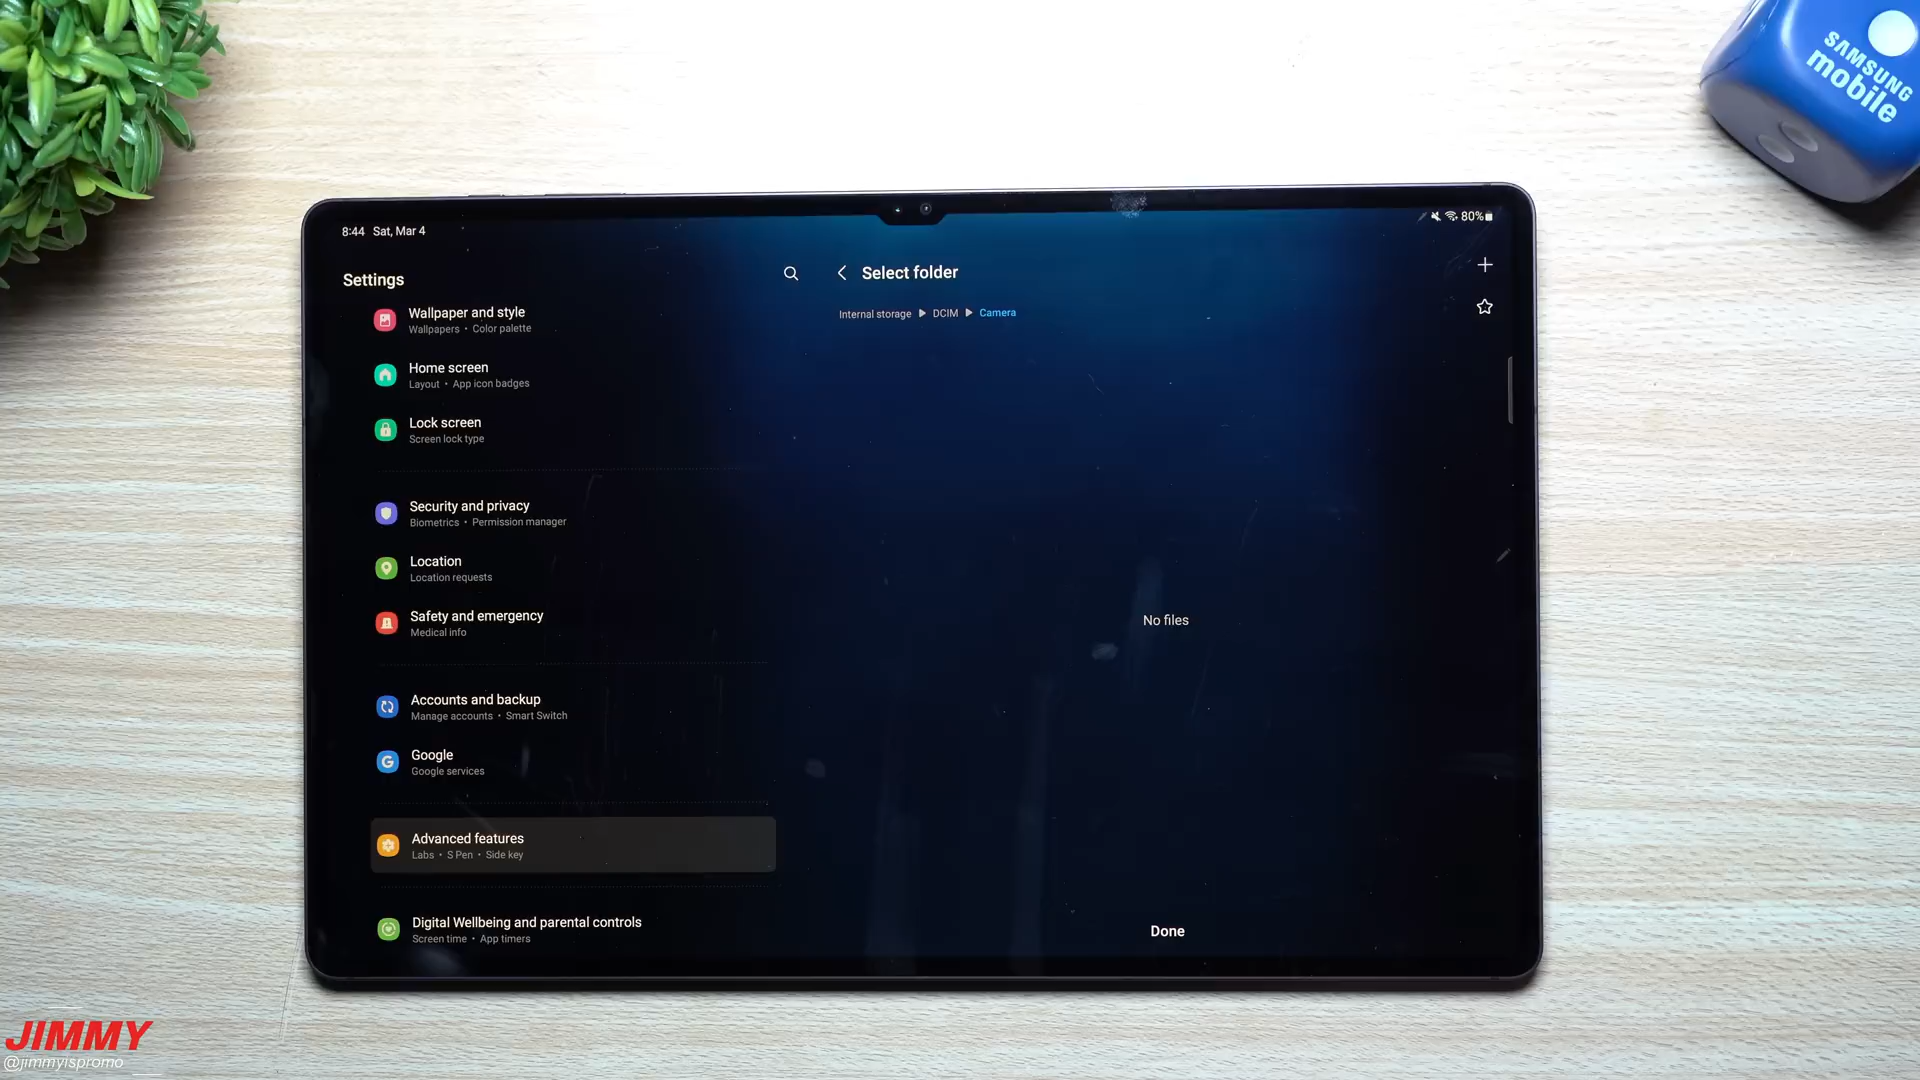 SAMSUNG
mobile
8:44 Sat, Mar 4
80%
Settings
Select folder
Internal storage ▶ DCIM ▶ Camera
Wallpaper and style
Wallpapers • Color palette
Home screen
Layout • App icon badges
Lock screen
Screen lock type
Security and privacy
Biometrics • Permission manager
Location
Location requests
Safety and emergency
Medical info
No files
Accounts and backup
Manage accounts • Smart Switch
Google
Google services
Advanced features
Labs • S Pen • Side key
Digital Wellbeing and parental controls
Screen time • App timers
Done
JIMMY
@jimmyispromo